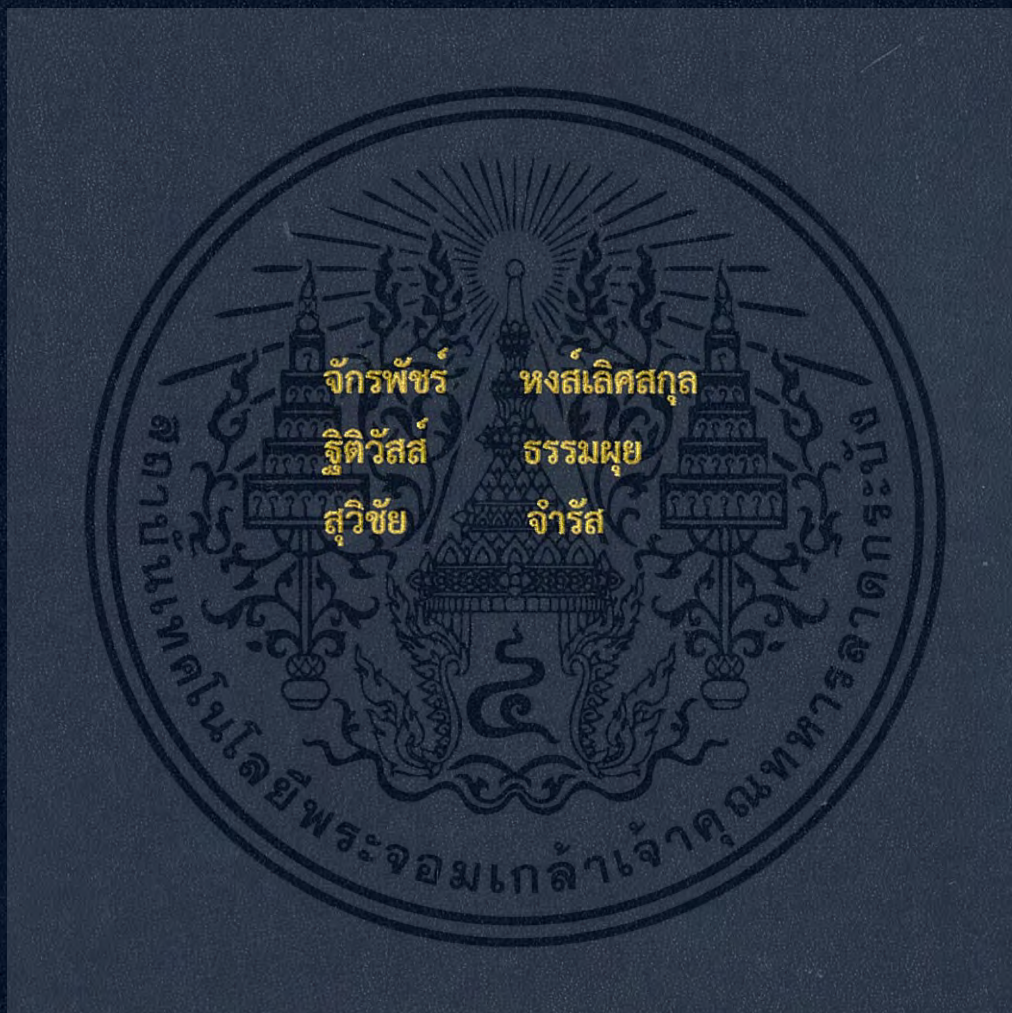 จักรพัชร์ หงส์เลิศสกุล
ฐิติวัสส์ ธรรมผุย
สุวิชัย จำรัส
๔
สถาบันเทคโนโลยีพระจอมเกล้าเจ้าคุณทหารลาดกระบัง